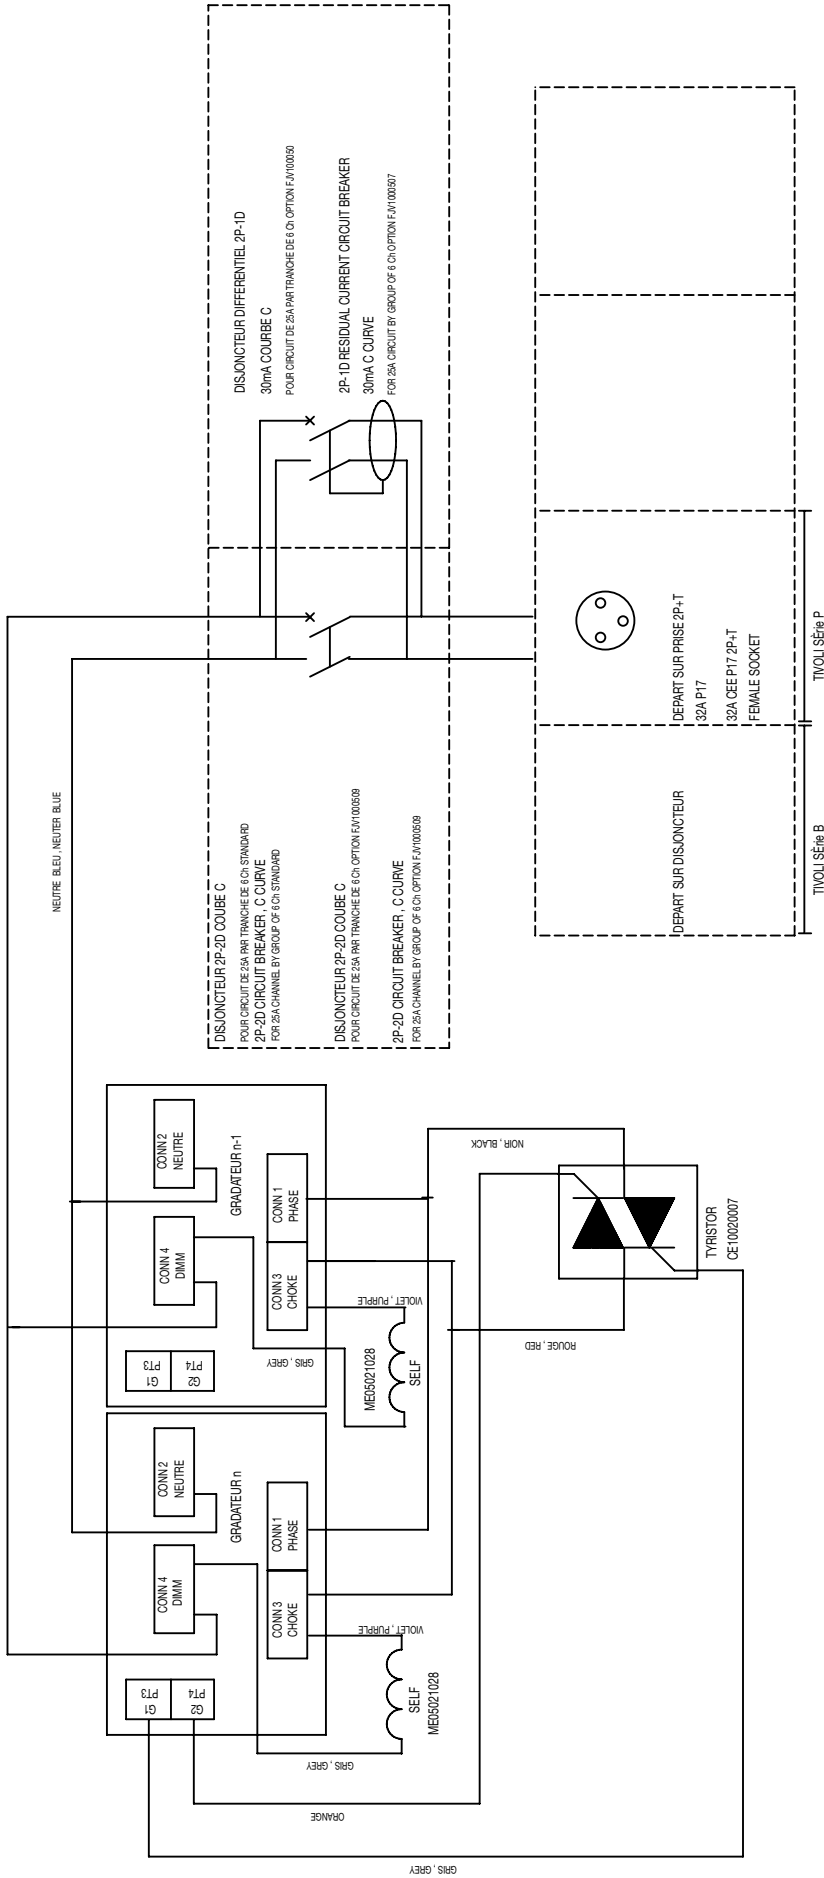 NEUTRE BLEU , NEUTER BLUE
DISJONCTEUR DIFFERENTIEL 2P-1D
30mA COURBE C
POUR CIRCUIT DE 25A PAR TRANCHE DE 6 Ch OPTION FJV100050
2P-1D RESIDUAL CURRENT CIRCUIT BREAKER
30mA C CURVE
FOR 25A CIRCUIT BY GROUP OF 6 Ch OPTION FJV1000507
DISJONCTEUR 2P-2D COUBE C
POUR CIRCUIT DE 25A PAR TRANCHE DE 6 Ch STANDARD
2P-2D CIRCUIT BREAKER , C CURVE
FOR 25A CHANNEL BY GROUP OF 6 Ch STANDARD
DISJONCTEUR 2P-2D COUBE C
POUR CIRCUIT DE 25A PAR TRANCHE DE 6 Ch OPTION FJV1000509
2P-2D CIRCUIT BREAKER , C CURVE
FOR 25A CHANNEL BY GROUP OF 6 Ch OPTION FJV1000509
DEPART SUR PRISE 2P+T
32A P17
32A CEE P17 2P+T
FEMALE SOCKET
TIVOLI SÈrie P
DEPART SUR DISJONCTEUR
TIVOLI SÈrie B
CONN 2
NEUTRE
GRADATEUR n-1
CONN 1
PHASE
CONN 4
DIMM
CONN 3
CHOKE
G1
PT3
G2
PT4
GRIS , GREY
VIOLET , PURPLE
ME05021028
SELF
NOIR , BLACK
ROUGE , RED
TYRISTOR
CE10020007
CONN 2
NEUTRE
GRADATEUR n
CONN 1
PHASE
CONN 4
DIMM
CONN 3
CHOKE
G1
PT3
G2
PT4
VIOLET , PURPLE
SELF
ME05021028
GRIS , GREY
ORANGE
GRIS , GREY